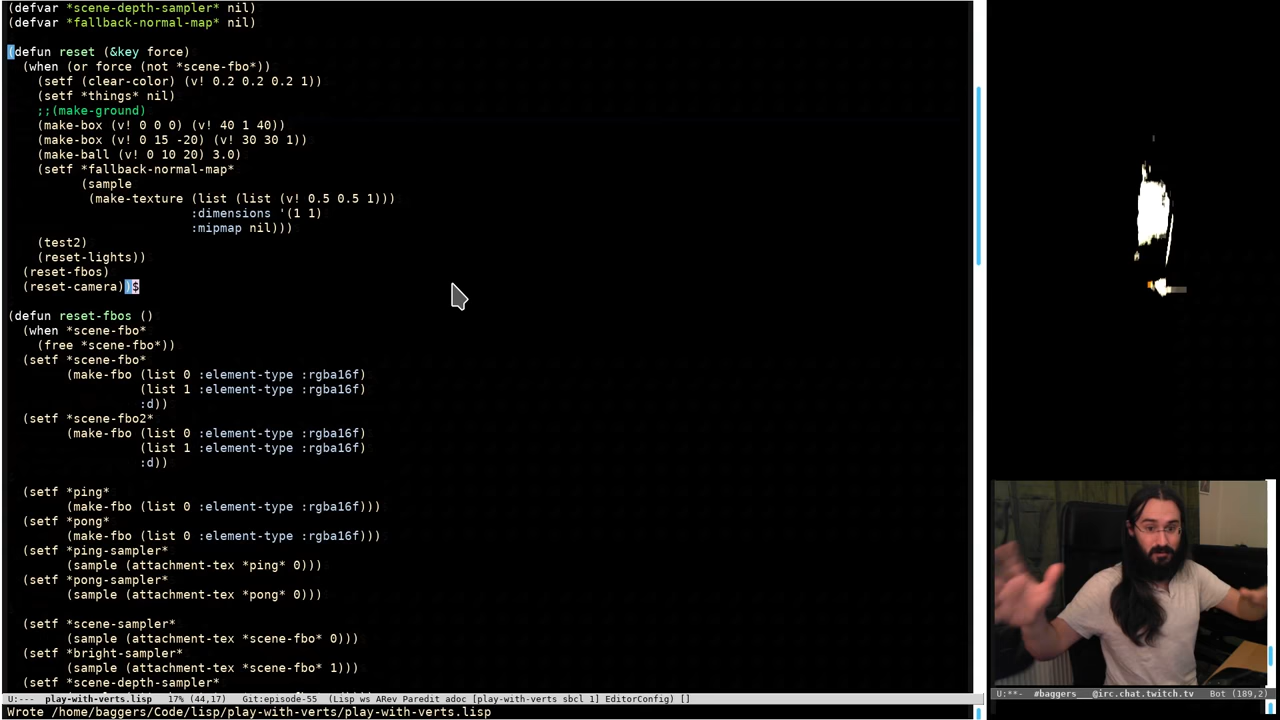 (defvar *scene-depth-sampler* nil)
(defvar *fallback-normal-map* nil)
(defun reset (&key force)
  (when (or force (not *scene-fbo*))
    (setf (clear-color) (v! 0.2 0.2 0.2 1))
    (setf *things* nil)
    ;;(make-ground)
    (make-box (v! 0 0 0) (v! 40 1 40))
    (make-box (v! 0 15 -20) (v! 30 30 1))
    (make-ball (v! 0 10 20) 3.0)
    (setf *fallback-normal-map*
          (sample
           (make-texture (list (list (v! 0.5 0.5 1)))
                         :dimensions '(1 1)
                         :mipmap nil)))
    (test2)
    (reset-lights))
  (reset-fbos)
  (reset-camera))$
(defun reset-fbos ()
  (when *scene-fbo*
    (free *scene-fbo*))
  (setf *scene-fbo*
        (make-fbo (list 0 :element-type :rgba16f)
                  (list 1 :element-type :rgba16f)
                  :d))
  (setf *scene-fbo2*
        (make-fbo (list 0 :element-type :rgba16f)
                  (list 1 :element-type :rgba16f)
                  :d))
  (setf *ping*
        (make-fbo (list 0 :element-type :rgba16f)))
  (setf *pong*
        (make-fbo (list 0 :element-type :rgba16f)))
  (setf *ping-sampler*
        (sample (attachment-tex *ping* 0)))
  (setf *pong-sampler*
        (sample (attachment-tex *pong* 0)))
  (setf *scene-sampler*
        (sample (attachment-tex *scene-fbo* 0)))
  (setf *bright-sampler*
        (sample (attachment-tex *scene-fbo* 1)))
  (setf *scene-depth-sampler*
U:---  play-with-verts.lisp   17% (44,17)   Git:episode-55  (Lisp ws ARev Paredit adoc [play-with-verts sbcl 1] EditorConfig) []
U:**-  #baggers__@irc.chat.twitch.tv   Bot (189,2)
Wrote /home/baggers/Code/lisp/play-with-verts/play-with-verts.lisp